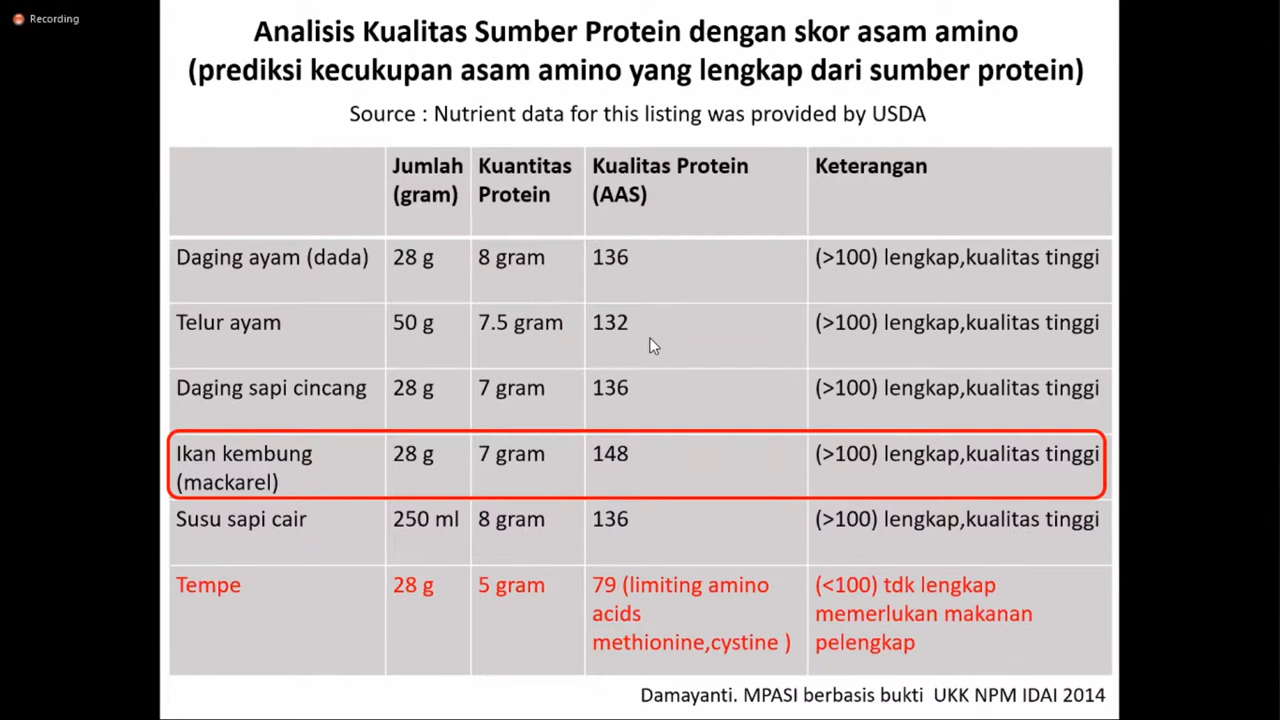 Recording
Analisis Kualitas Sumber Protein dengan skor asam amino
(prediksi kecukupan asam amino yang lengkap dari sumber protein)
Source : Nutrient data for this listing was provided by USDA
Jumlah (gram) Kuantitas Protein Kualitas Protein (AAS) Keterangan
Daging ayam (dada) 28 g 8 gram 136 (>100) lengkap,kualitas tinggi
Telur ayam 50 g 7.5 gram 132 (>100) lengkap,kualitas tinggi
Daging sapi cincang 28 g 7 gram 136 (>100) lengkap,kualitas tinggi
Ikan kembung (mackarel) 28 g 7 gram 148 (>100) lengkap,kualitas tinggi
Susu sapi cair 250 ml 8 gram 136 (>100) lengkap,kualitas tinggi
Tempe 28 g 5 gram 79 (limiting amino acids methionine,cystine ) (<100) tdk lengkap memerlukan makanan pelengkap
Damayanti. MPASI berbasis bukti UKK NPM IDAI 2014